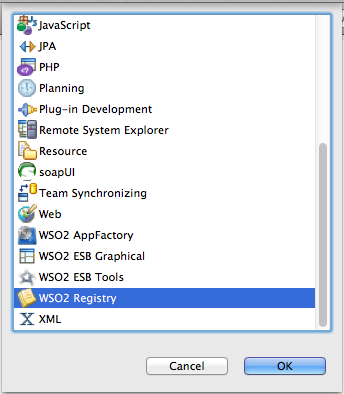 JavaScript
JPA
PHP
Planning
Plug-in Development
Remote System Explorer
Resource
soapUI
Team Synchronizing
Web
WSO2 AppFactory
WSO2 ESB Graphical
WSO2 ESB Tools
WSO2 Registry
XML
Cancel
OK